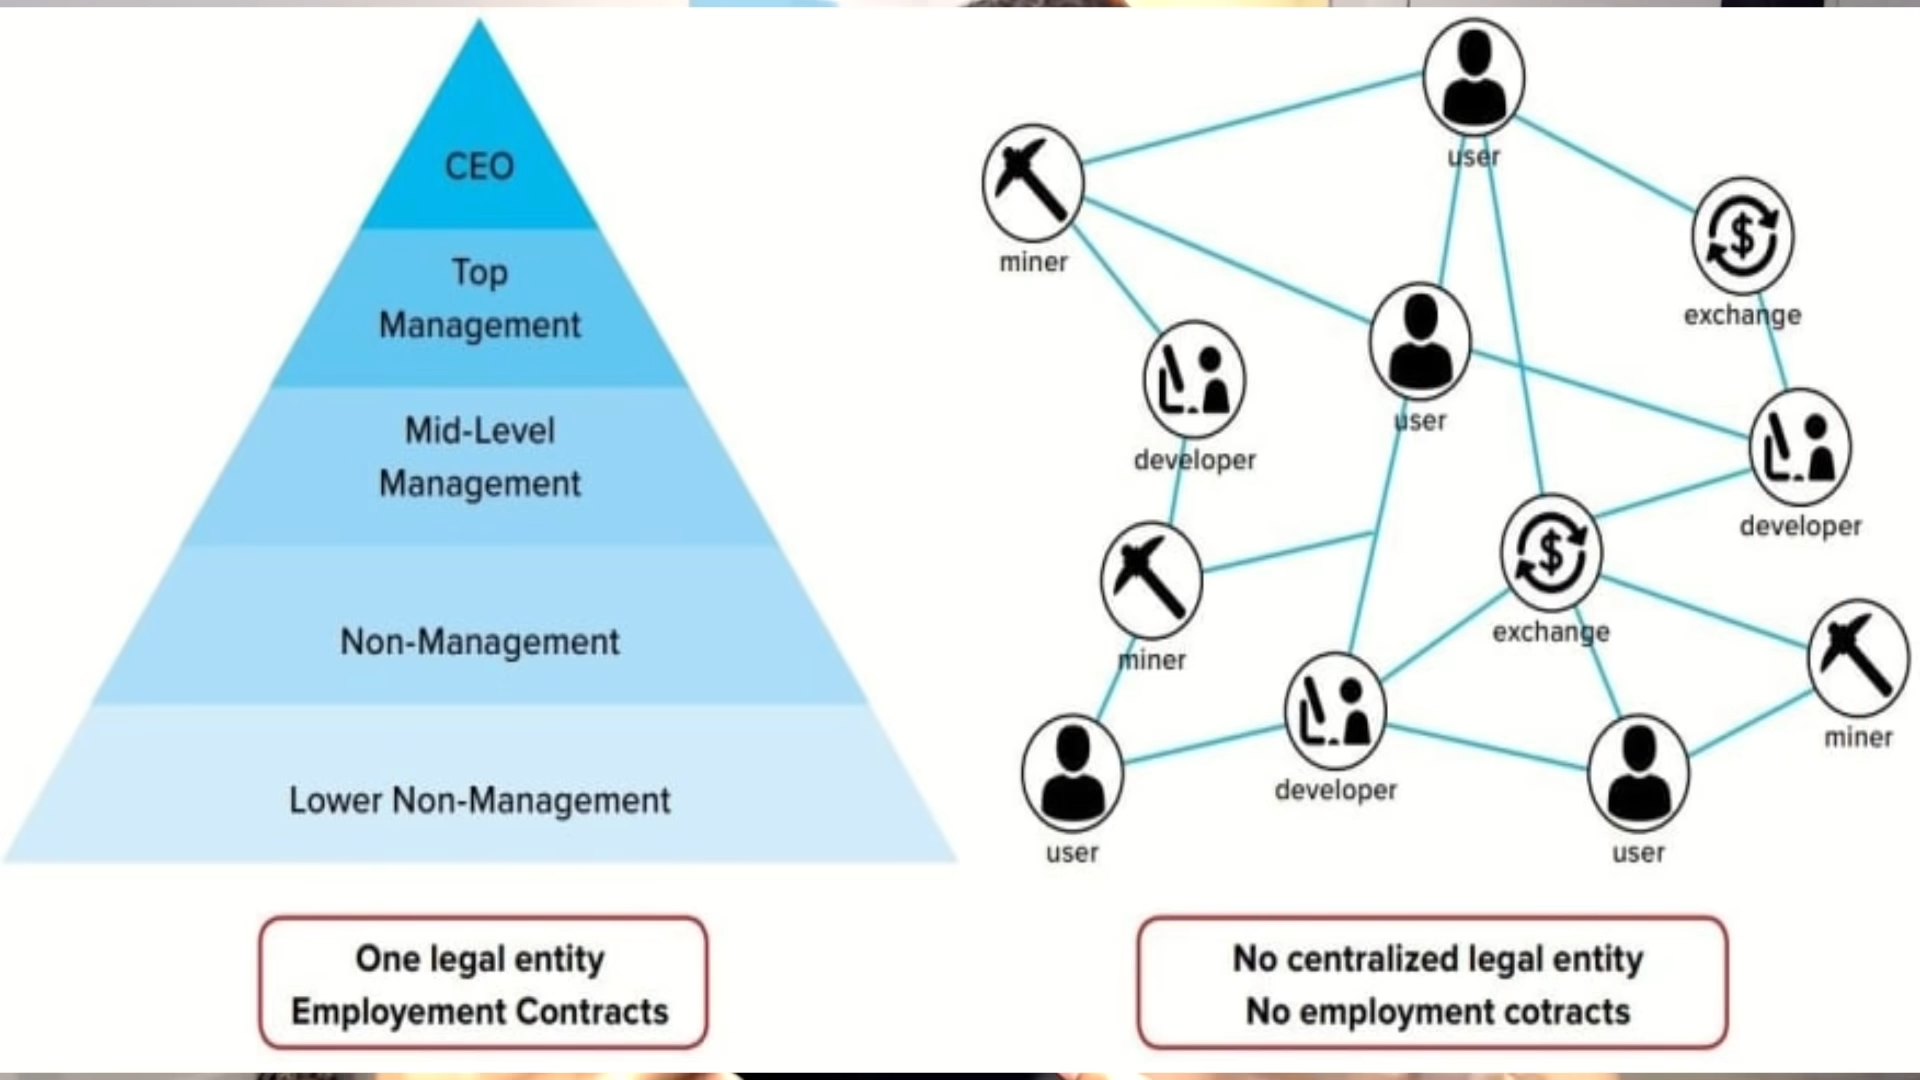 CEO
Top
Management
Mid-Level
Management
Non-Management
Lower Non-Management
One legal entity
Employement Contracts
user
miner
exchange
user
developer
developer
exchange
miner
miner
developer
user
user
No centralized legal entity
No employment cotracts
$
$